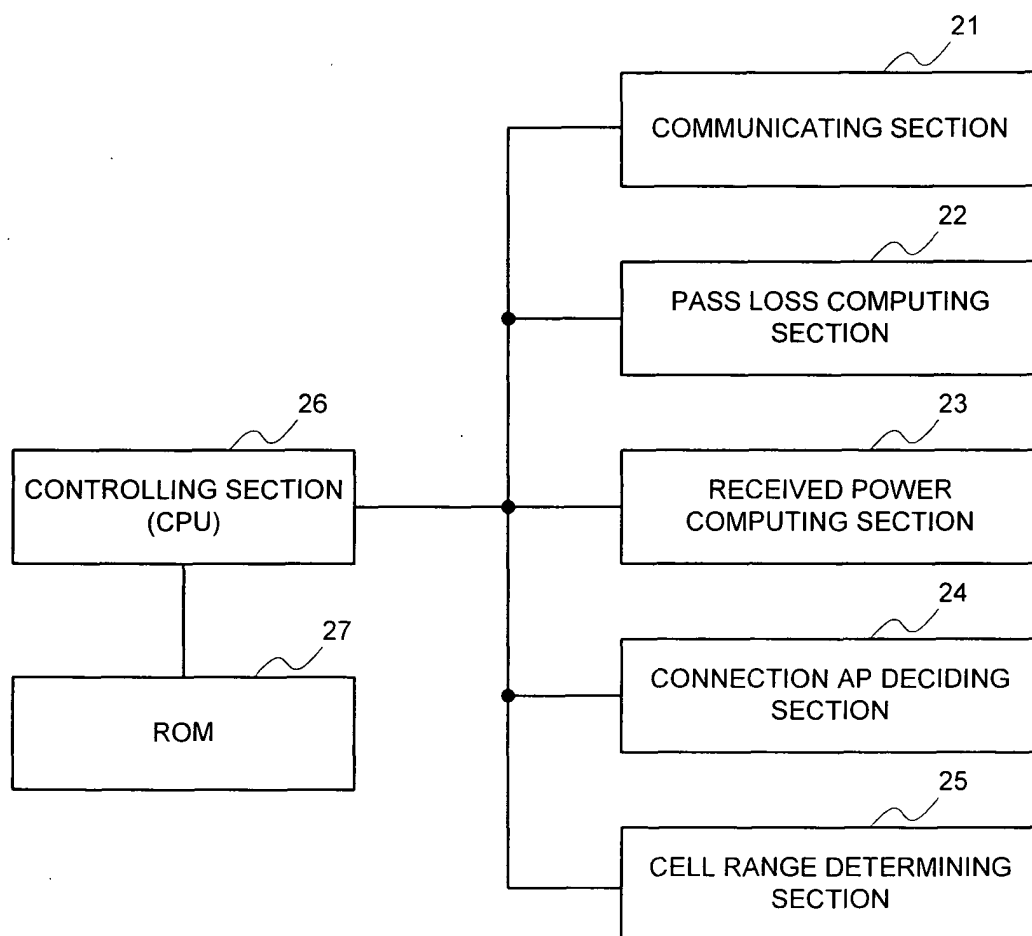 21
COMMUNICATING SECTION
22
PASS LOSS COMPUTING
SECTION
23
RECEIVED POWER
COMPUTING SECTION
26
CONTROLLING SECTION
(CPU)
24
CONNECTION AP DECIDING
SECTION
27
ROM
25
CELL RANGE DETERMINING
SECTION